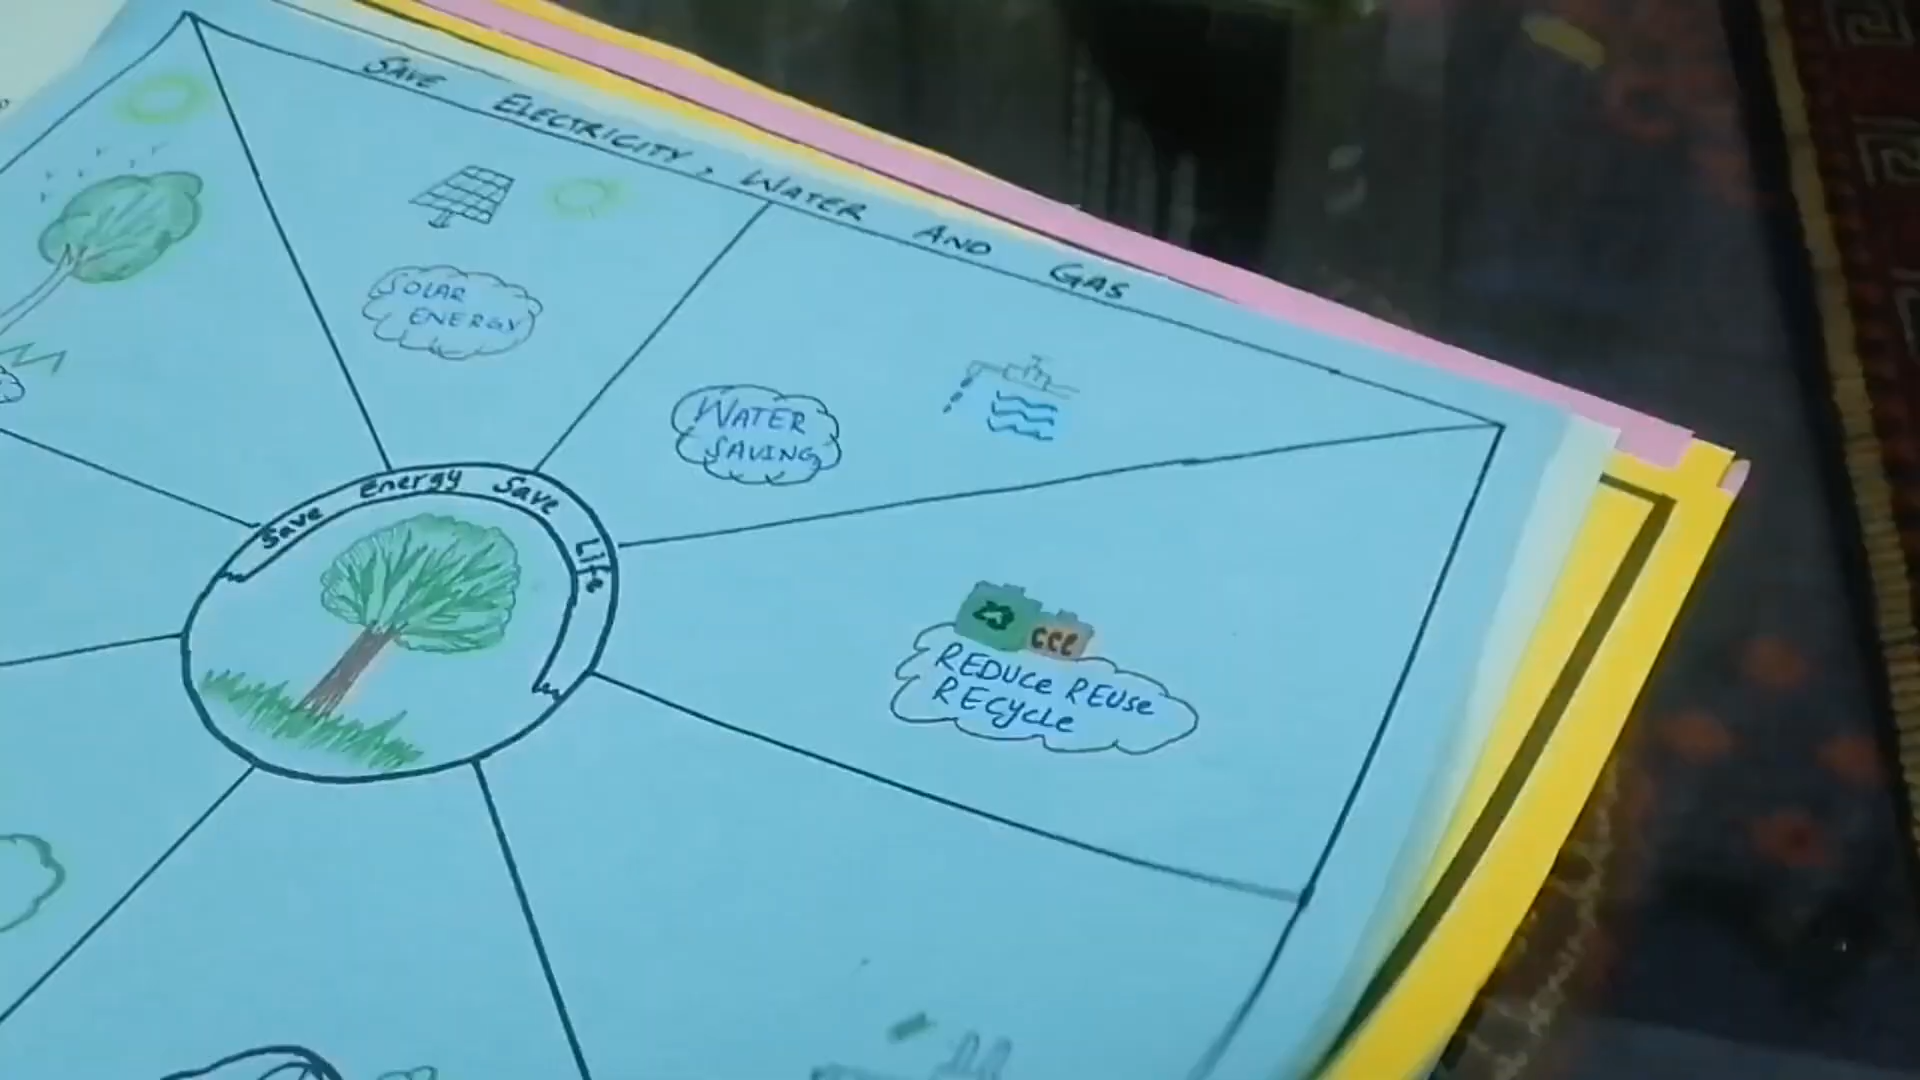 SAVE ELECTRICITY, WATER AND GAS
SOLAR
ENERGY
WATER
SAVING
Save Energy Save Life
REDUCE REUSE
RECYCLE